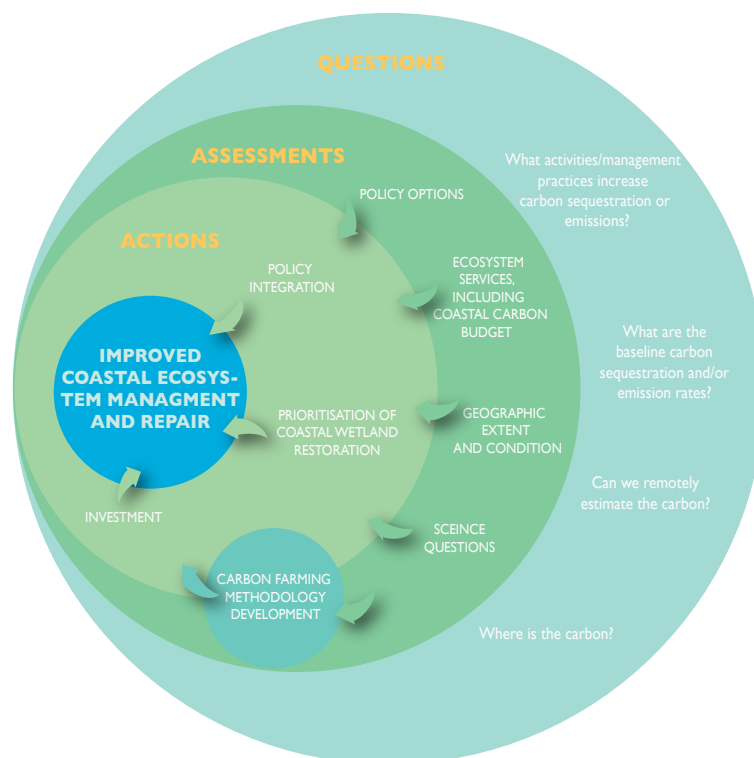 QUESTIONS
ASSESSMENTS
What activities/management
practices increase
carbon sequestration or
emissions?
POLICY OPTIONS
ACTIONS
POLICY
INTEGRATION
ECOSYSTEM
SERVICES,
INCLUDING
COASTAL CARBON
BUDGET
What are the
baseline carbon
sequestration and/or
emission rates?
IMPROVED
COASTAL ECOSYS-
TEM MANAGMENT
AND REPAIR
PRIORITISATION OF
COASTAL WETLAND
RESTORATION
GEOGRAPHIC
EXTENT
AND CONDITION
Can we remotely
estimate the carbon?
INVESTMENT
SCEINCE
QUESTIONS
CARBON FARMING
METHODOLOGY
DEVELOPMENT
Where is the carbon?